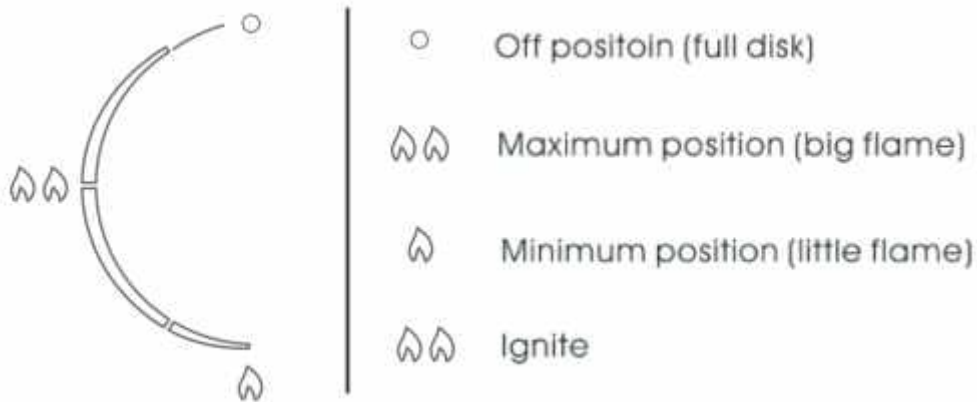 Off positoin (full disk)
Maximum position (big flame)
Minimum position (little flame)
Ignite